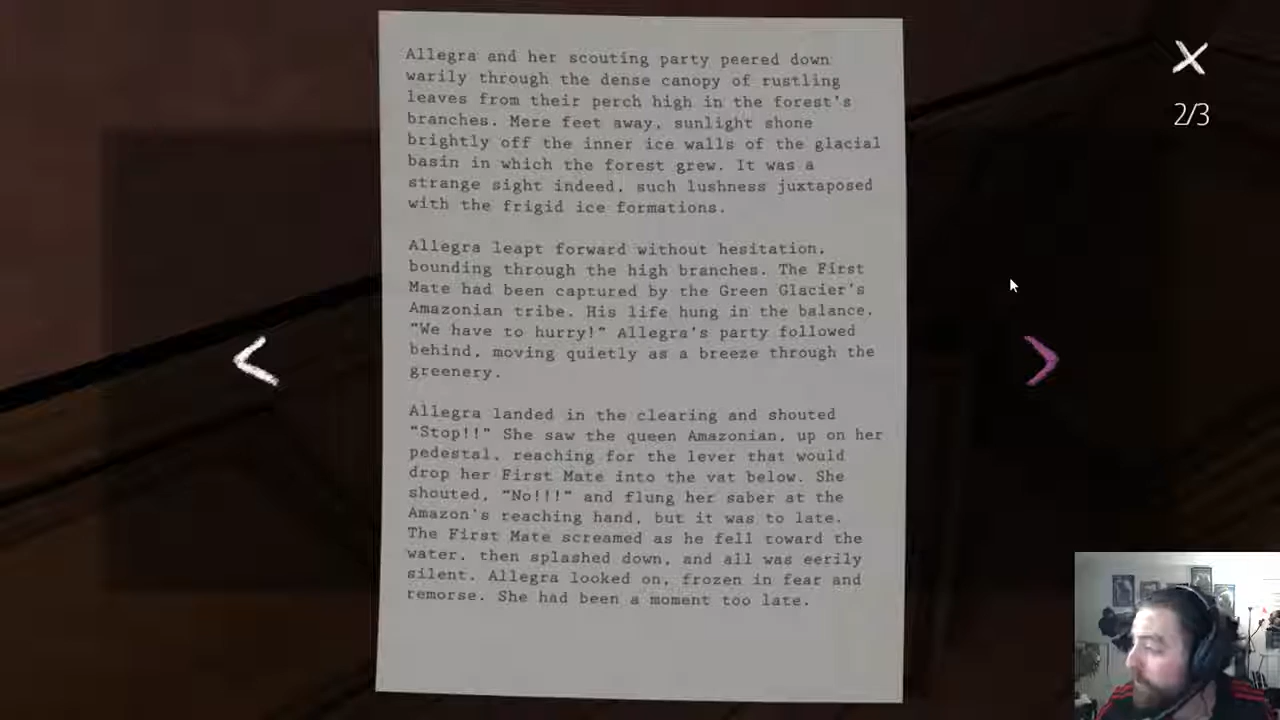 Allegra and her scouting party peered down
warily through the dense canopy of rustling
leaves from their perch high in the forest's
branches. Mere feet away, sunlight shone
brightly off the inner ice walls of the glacial
basin in which the forest grew. It was a
strange sight indeed, such lushness juxtaposed
with the frigid ice formations.
Allegra leapt forward without hesitation,
bounding through the high branches. The First
Mate had been captured by the Green Glacier's
Amazonian tribe. His life hung in the balance.
"We have to hurry!" Allegra's party followed
behind, moving quietly as a breeze through the
greenery.
Allegra landed in the clearing and shouted
"Stop!!" She saw the queen Amazonian, up on her
pedestal, reaching for the lever that would
drop her First Mate into the vat below. She
shouted, "No!!!" and flung her saber at the
Amazon's reaching hand, but it was to late.
The First Mate screamed as he fell toward the
water, then splashed down, and all was eerily
silent. Allegra looked on, frozen in fear and
remorse. She had been a moment too late.
2/3